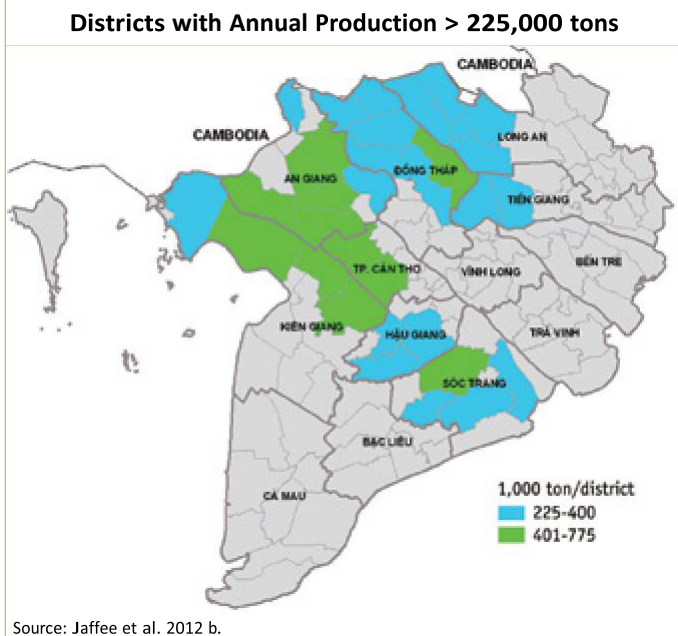 Districts with Annual Production > 225,000 tons
CAMBODIA
CAMBODIA
LONG AN
AN GIANG
ĐỒNG THÁP
TIỀN GIANG
TP. CẦN THƠ
VĨNH LONG
BẾN TRE
KIÊN GIANG
HẬU GIANG
TRÀ VINH
SÓC TRĂNG
BẠC LIÊU
CÀ MAU
1,000 ton/district
225-400
401-775
Source: Jaffee et al. 2012 b.